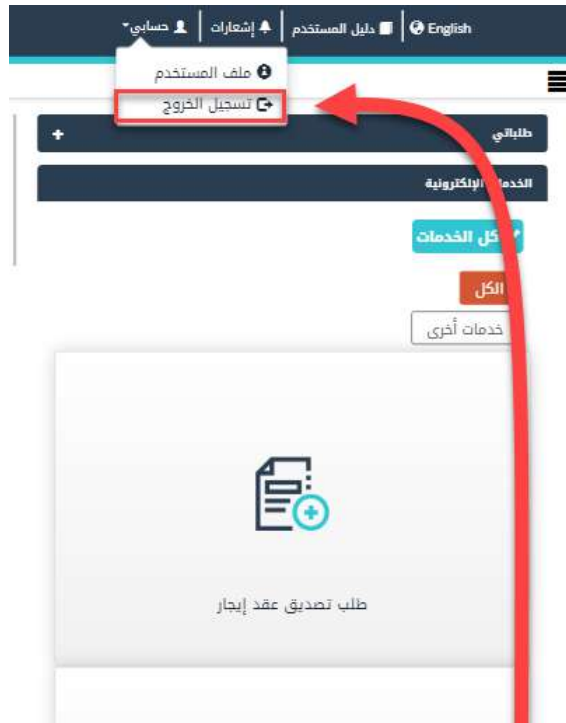 English دليل المستخدم إشعارات حسابي
ملف المستخدم
تسجيل الخروج
طلباتي +
الخدمات الإلكترونية
كل الخدمات
الكل
خدمات أخرى
طلب تصديق عقد إيجار